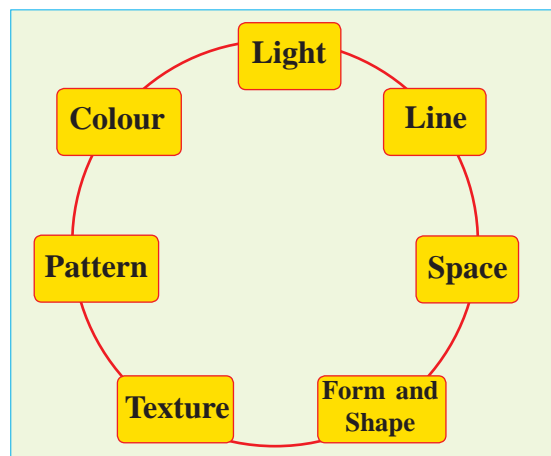 Light
Colour
Line
Pattern
Space
Texture
Form and
Shape